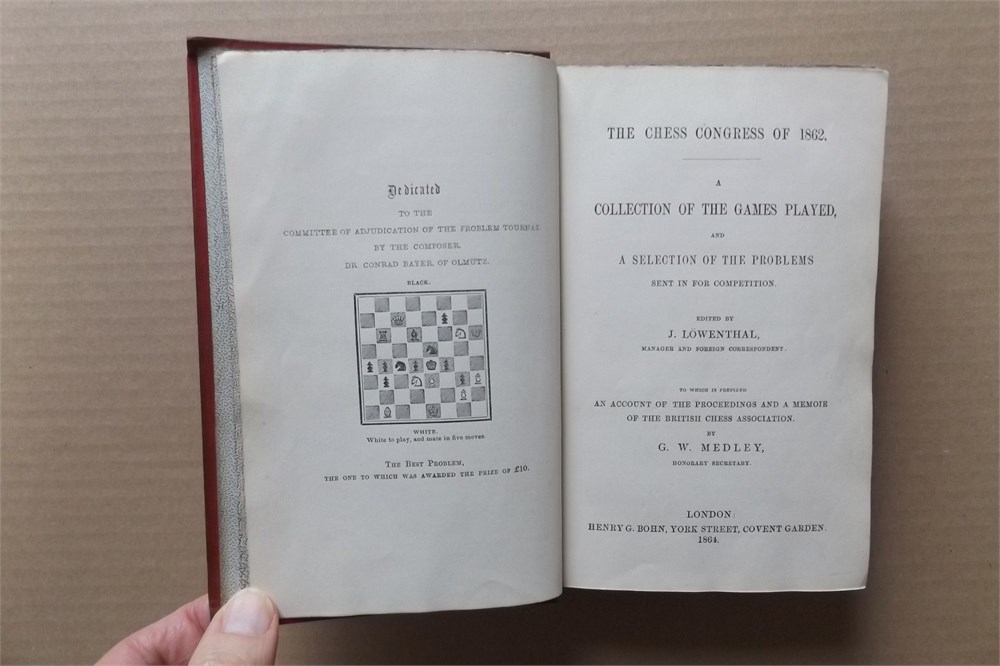 Dedicated
TO THE
COMMITTEE OF ADJUDICATION OF THE PROBLEM TOURNAY.
BY THE COMPOSER.
DR. CONRAD BAYER, OF OLMÜTZ.
BLACK.
WHITE.
White to play, and mate in five moves.
THE BEST PROBLEM,
THE ONE TO WHICH WAS AWARDED THE PRIZE OF £10.
THE CHESS CONGRESS OF 1862.
A
COLLECTION OF THE GAMES PLAYED,
AND
A SELECTION OF THE PROBLEMS
SENT IN FOR COMPETITION.
EDITED BY
J. LÖWENTHAL,
MANAGER AND FOREIGN CORRESPONDENT.
TO WHICH IS PREFIXED
AN ACCOUNT OF THE PROCEEDINGS AND A MEMOIR
OF THE BRITISH CHESS ASSOCIATION.
BY
G. W. MEDLEY,
HONORARY SECRETARY.
LONDON:
HENRY G. BOHN, YORK STREET, COVENT GARDEN.
1864.